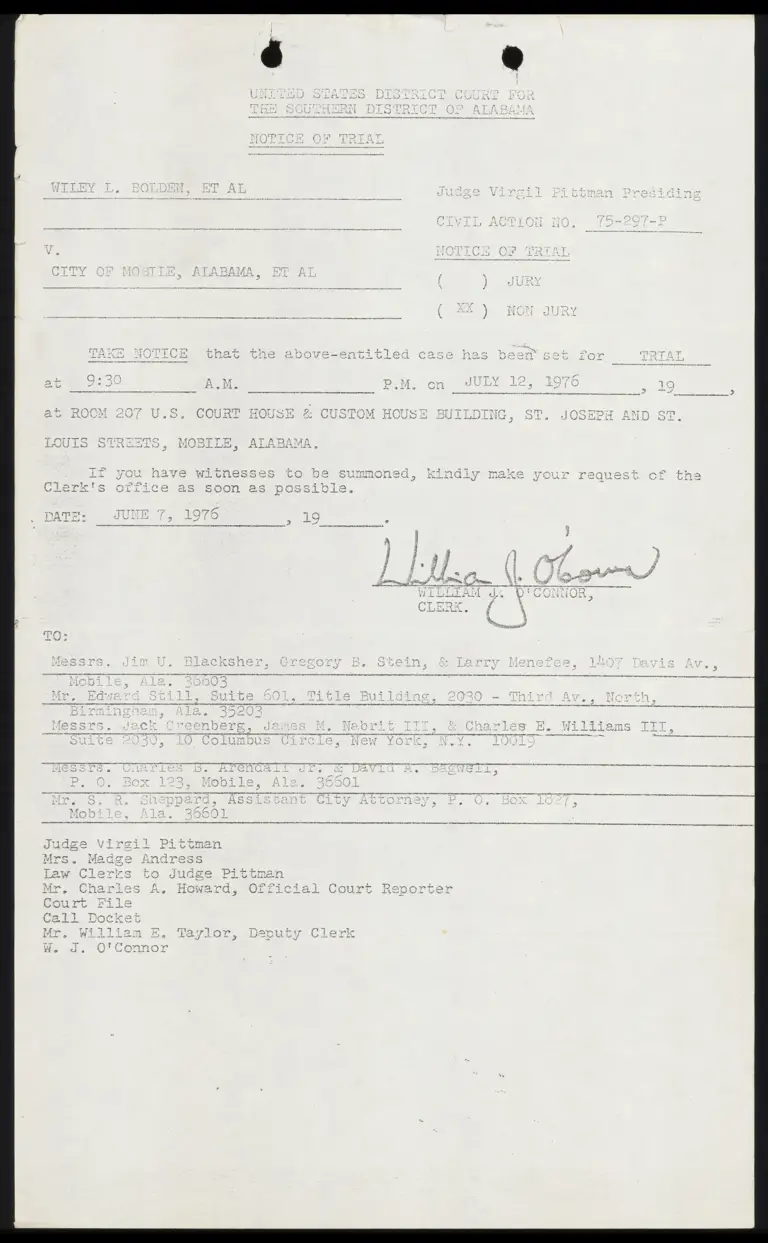 UNITED STATES DISTRICT COURT FOR
THE SOUTHERN DISTRICT OF ALABAMA
NOTICE OF TRIAL
WILEY L. BOLDEN, ET AL
Judge Virgil Pittman Presiding
CIVIL ACTION NO. 75-297-P
V.
NOTICE OF TRIAL
CITY OF MOBILE, ALABAMA, ET AL
( ) JURY
( XX ) NON JURY
TAKE NOTICE that the above-entitled case has been set for TRIAL
at 9:30 A.M. P.M. on JULY 12, 1976 , 19 ,
at ROOM 207 U.S. COURT HOUSE & CUSTOM HOUSE BUILDING, ST. JOSEPH AND ST.
LOUIS STREETS, MOBILE, ALABAMA.
If you have witnesses to be summoned, kindly make your request of the
Clerk's office as soon as possible.
DATE: JUNE 7, 1976 , 19 .
William J. O'Connor
WILLIAM J. O'CONNOR,
CLERK.
TO:
Messrs. Jim U. Blacksher, Gregory B. Stein, & Larry Menefee, 1407 Davis Av.,
Mobile, Ala. 36603
Mr. Edward Still, Suite 601, Title Building, 2030 - Third Av., North,
Birmingham, Ala. 35203
Messrs. Jack Greenberg, James M. Nabrit III, & Charles E. Williams III,
Suite 2030, 10 Columbus Circle, New York, N.Y. 10019
Messrs. Charles B. Arendall Jr. & David A. Bagwell,
P. O. Box 123, Mobile, Ala. 36601
Mr. S. R. Sheppard, Assistant City Attorney, P. O. Box 1827,
Mobile, Ala. 36601
Judge Virgil Pittman
Mrs. Madge Andress
Law Clerks to Judge Pittman
Mr. Charles A. Howard, Official Court Reporter
Court File
Call Docket
Mr. William E. Taylor, Deputy Clerk
W. J. O'Connor